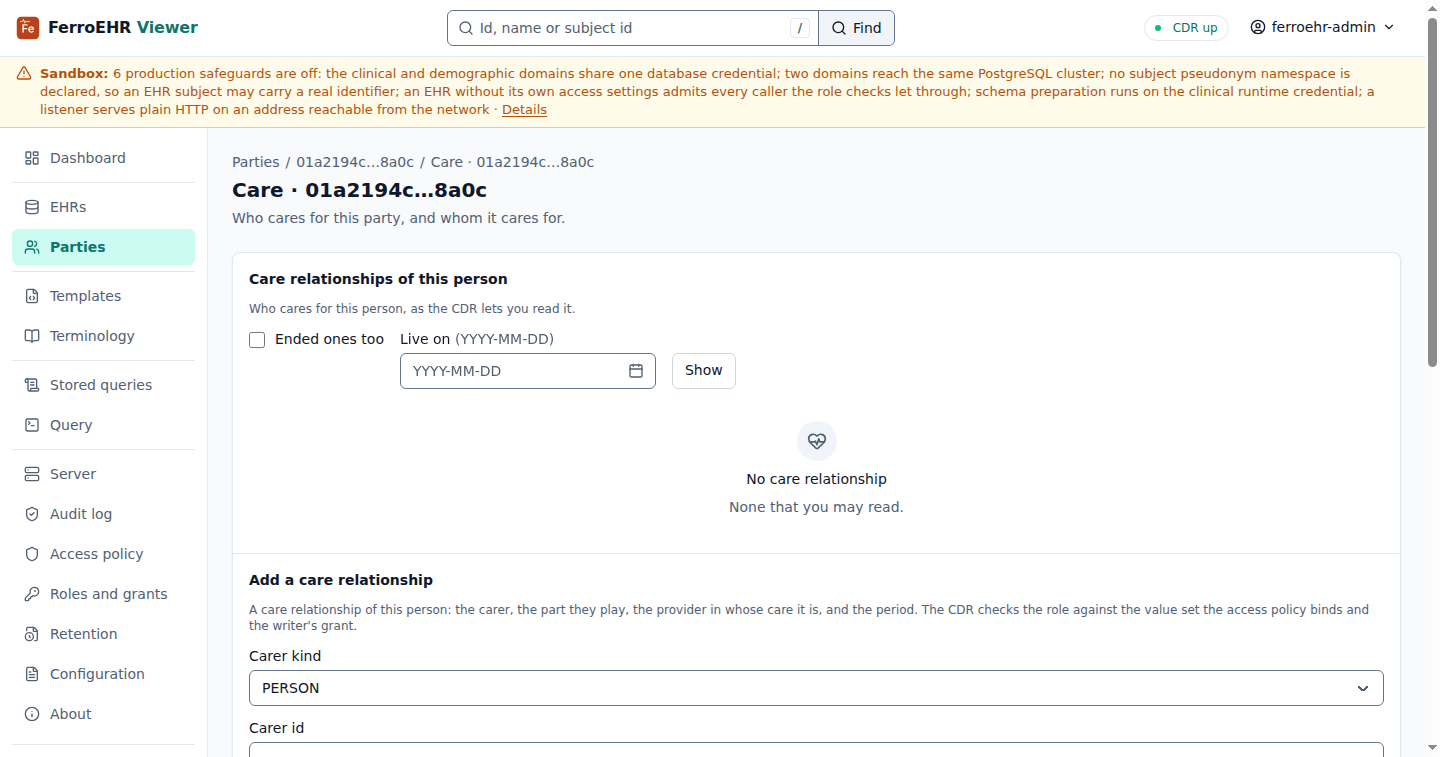 Fe
FerroEHR Viewer
Id, name or subject id
/
Find
CDR up
ferroehr-admin
Sandbox: 6 production safeguards are off: the clinical and demographic domains share one database credential; two domains reach the same PostgreSQL cluster; no subject pseudonym namespace is
declared, so an EHR subject may carry a real identifier; an EHR without its own access settings admits every caller the role checks let through; schema preparation runs on the clinical runtime credential; a
listener serves plain HTTP on an address reachable from the network · Details
Dashboard
EHRs
Parties
Templates
Terminology
Stored queries
Query
Server
Audit log
Access policy
Roles and grants
Retention
Configuration
About
Parties / 01a2194c…8a0c / Care · 01a2194c…8a0c
Care · 01a2194c…8a0c
Who cares for this party, and whom it cares for.
Care relationships of this person
Who cares for this person, as the CDR lets you read it.
Ended ones too
Live on (YYYY-MM-DD)
YYYY-MM-DD
Show
No care relationship
None that you may read.
Add a care relationship
A care relationship of this person: the carer, the part they play, the provider in whose care it is, and the period. The CDR checks the role against the value set the access policy binds and
the writer's grant.
Carer kind
PERSON
Carer id